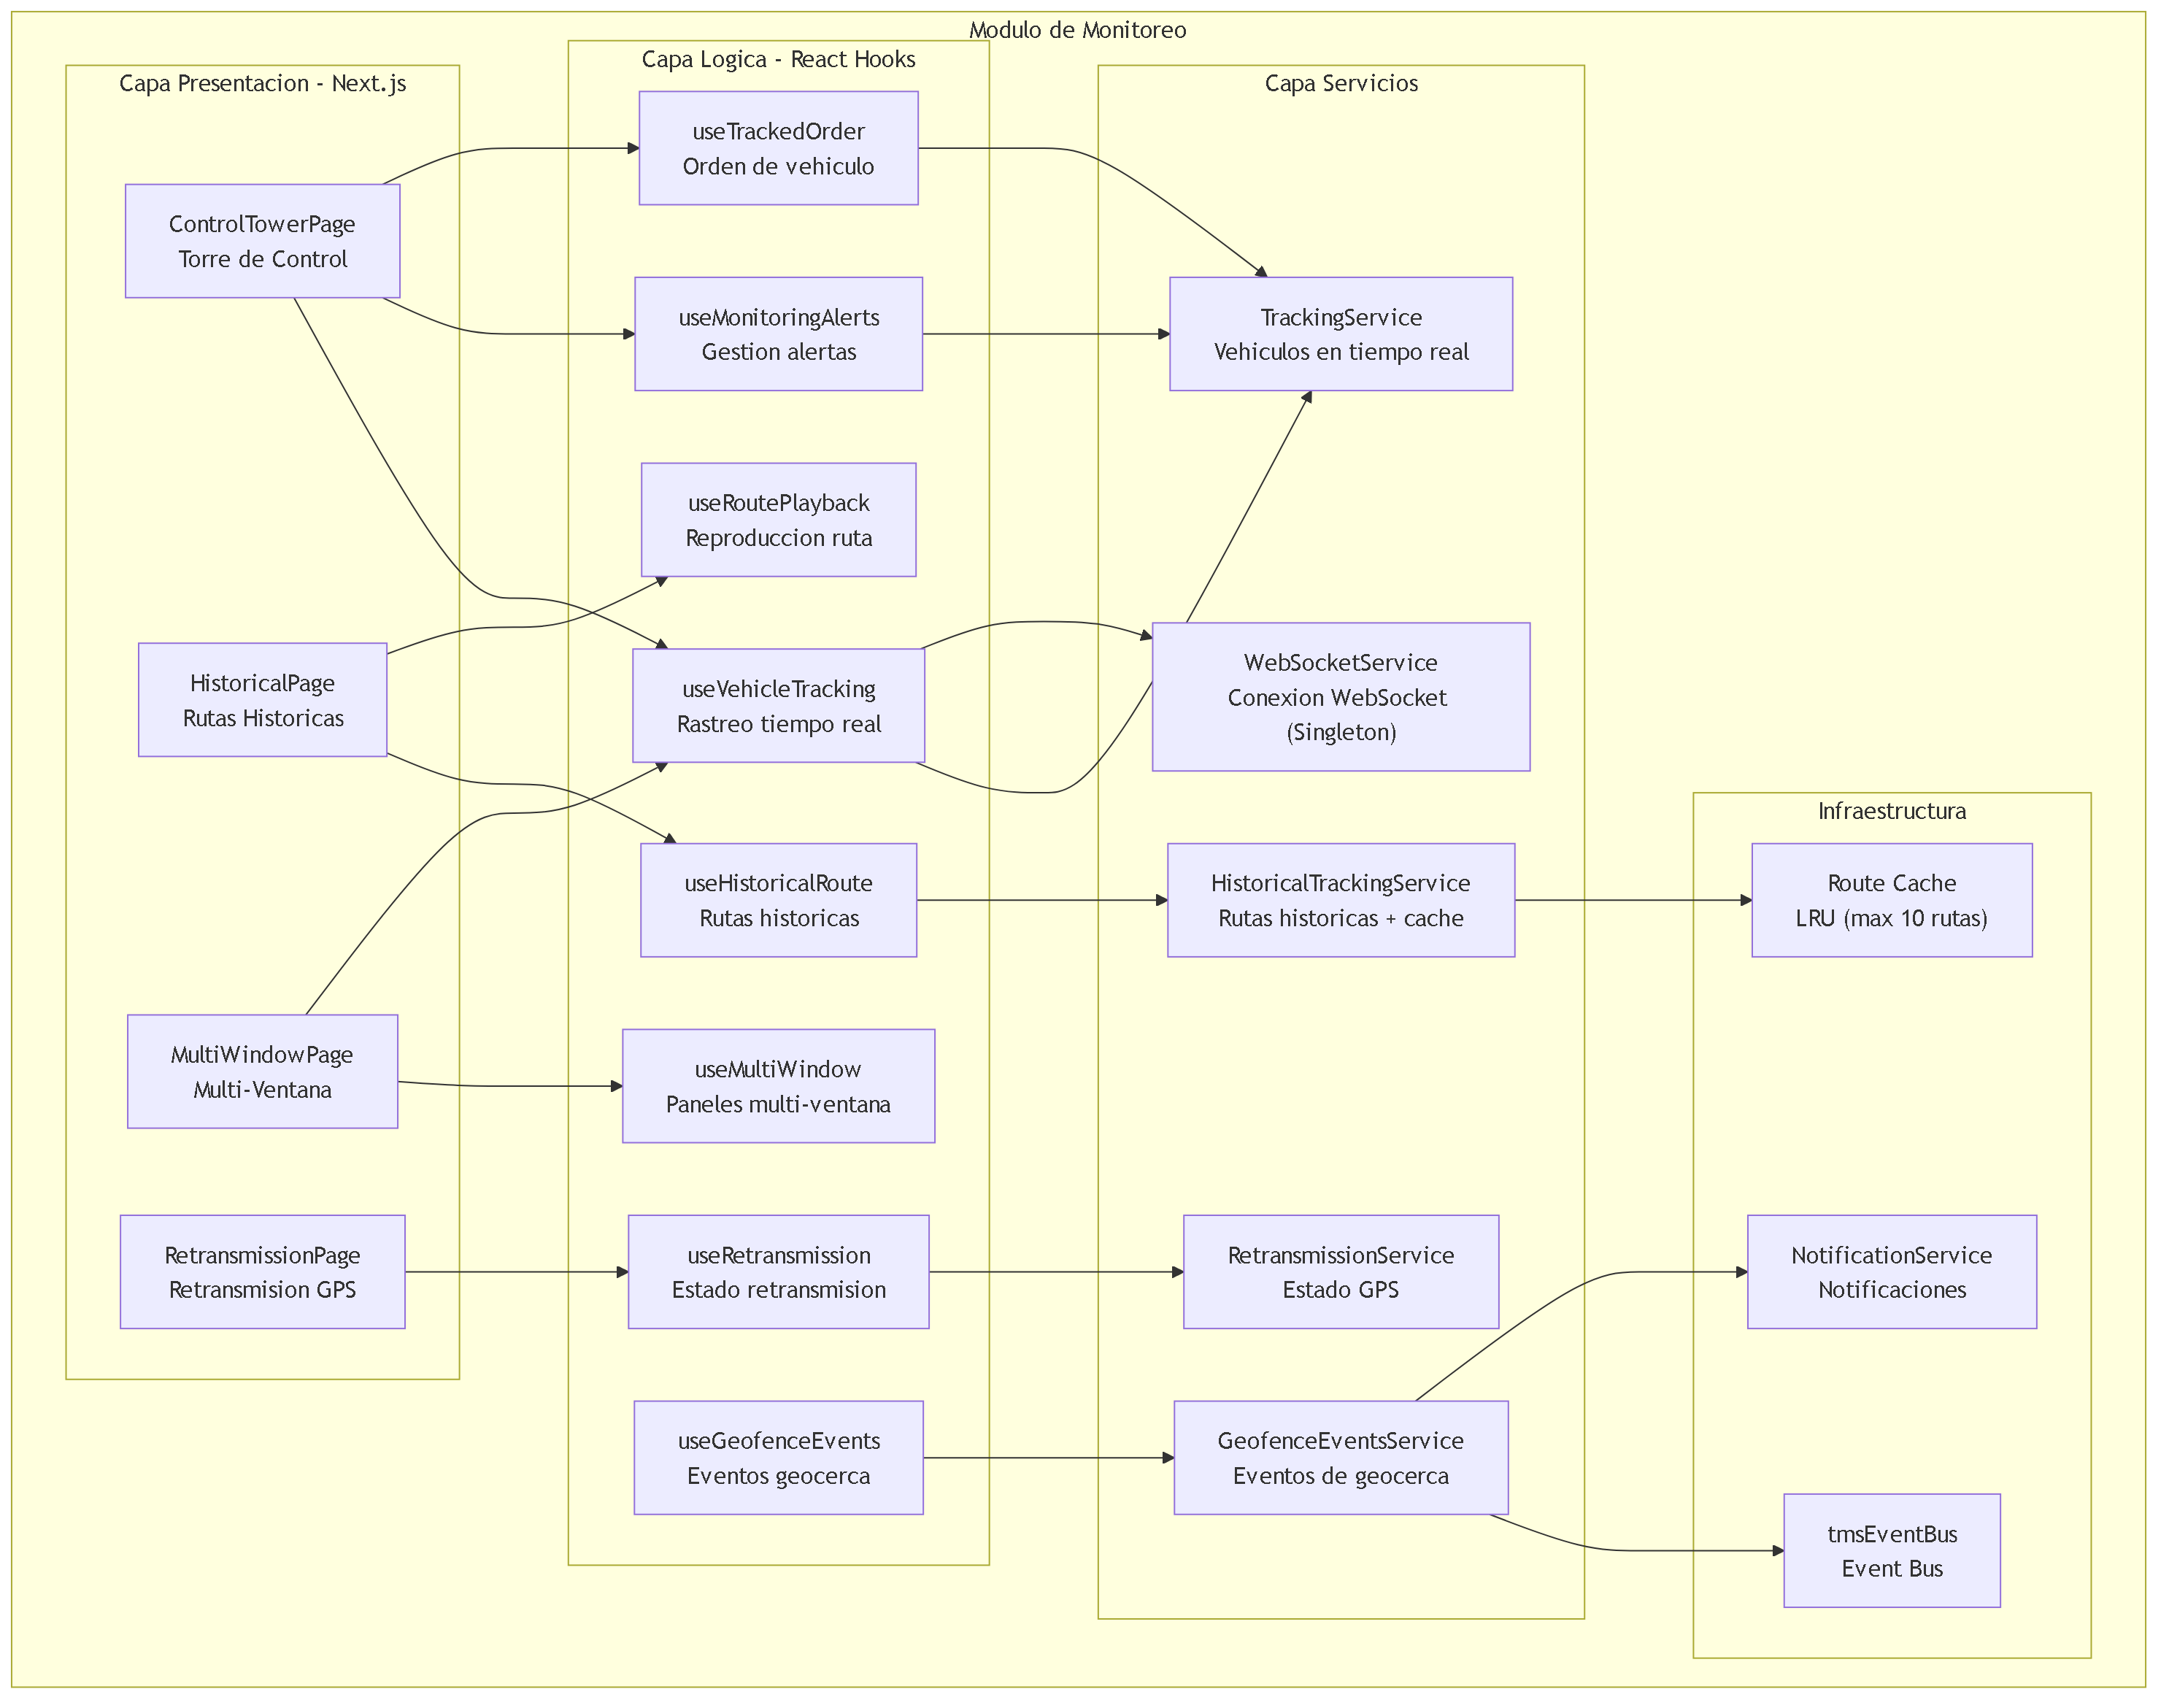 Modulo de Monitoreo
Capa Presentacion - Next.js
ControlTowerPage
Torre de Control
HistoricalPage
Rutas Historicas
MultiWindowPage
Multi-Ventana
RetransmissionPage
Retransmision GPS
Capa Logica - React Hooks
useTrackedOrder
Orden de vehiculo
useMonitoringAlerts
Gestion alertas
useRoutePlayback
Reproduccion ruta
useVehicleTracking
Rastreo tiempo real
useHistoricalRoute
Rutas historicas
useMultiWindow
Paneles multi-ventana
useRetransmission
Estado retransmision
useGeofenceEvents
Eventos geocerca
Capa Servicios
TrackingService
Vehiculos en tiempo real
WebSocketService
Conexion WebSocket
(Singleton)
HistoricalTrackingService
Rutas historicas + cache
RetransmissionService
Estado GPS
GeofenceEventsService
Eventos de geocerca
Infraestructura
Route Cache
LRU (max 10 rutas)
NotificationService
Notificaciones
tmsEventBus
Event Bus